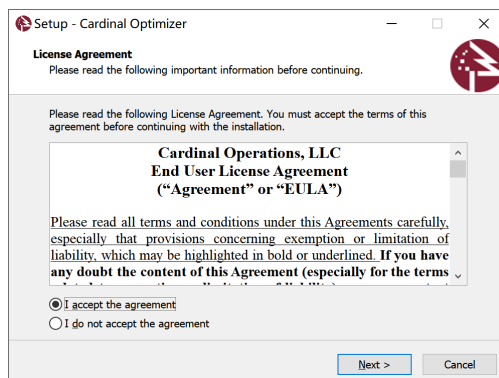 Setup - Cardinal Optimizer
License Agreement
Please read the following important information before continuing.
Please read the following License Agreement. You must accept the terms of this
agreement before continuing with the installation.
Cardinal Operations, LLC
End User License Agreement
(“Agreement” or “EULA”)
Please read all terms and conditions under this Agreements carefully,
especially that provisions concerning exemption or limitation of
liability, which may be highlighted in bold or underlined. If you have
any doubt the content of this Agreement (especially for the terms
I accept the agreement
I do not accept the agreement
Next >
Cancel